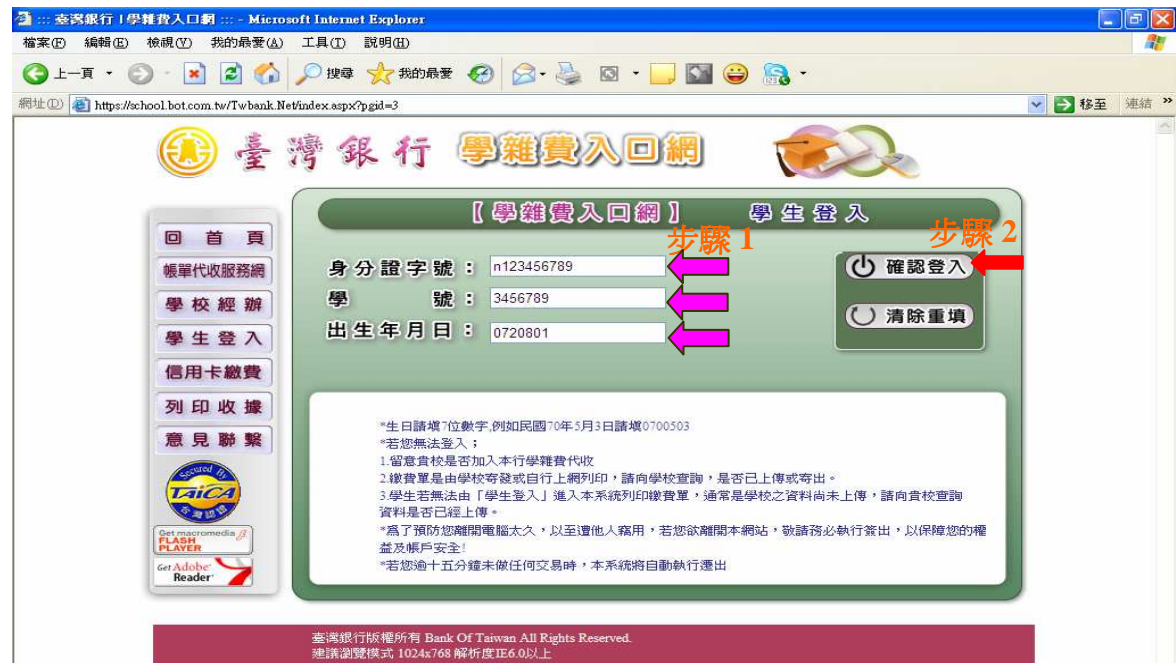 ::: 臺灣銀行 | 學雜費入口網 ::: - Microsoft Internet Explorer
檔案(F) 編輯(E) 檢視(V) 我的最愛(A) 工具(T) 說明(H)
上一頁 搜尋 我的最愛
網址(D) https://school.bot.com.tw/Twbank.Net/index.aspx?pgid=3 移至 連結 »
臺灣銀行 學雜費入口網
【學雜費入口網】 學生登入
步驟 1
步驟 2
身分證字號： n123456789
學 號： 3456789
出生年月日： 0720801
確認登入
清除重填
回首頁
帳單代收服務網
學校經辦
學生登入
信用卡繳費
列印收據
意見聯繫
Secured By
TaiCA
台灣認證
Get macromedia
FLASH
PLAYER
Get Adobe
Reader
*生日請填7位數字,例如民國70年5月3日請填0700503
*若您無法登入；
1.留意貴校是否加入本行學雜費代收
2.繳費單是由學校寄發或自行上網列印，請向學校查詢，是否已上傳或寄出。
3.學生若無法由「學生登入」進入本系統列印繳費單，通常是學校之資料尚未上傳，請向貴校查詢
資料是否已經上傳。
*為了預防您離開電腦太久，以至遭他人竊用，若您欲離開本網站，敬請務必執行簽出，以保障您的權
益及帳戶安全!
*若您逾十五分鐘未做任何交易時，本系統將自動執行遷出
臺灣銀行版權所有 Bank Of Taiwan All Rights Reserved.
建議瀏覽模式 1024x768 解析度IE6.0以上